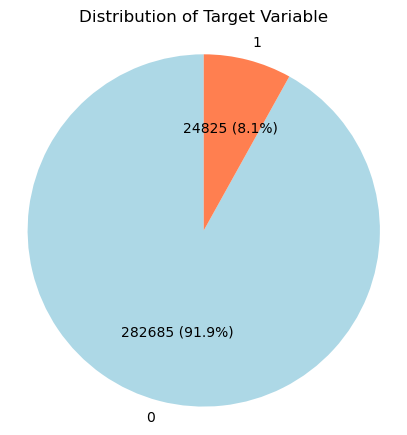 Distribution of Target Variable
1
24825 (8.1%)
282685 (91.9%)
0